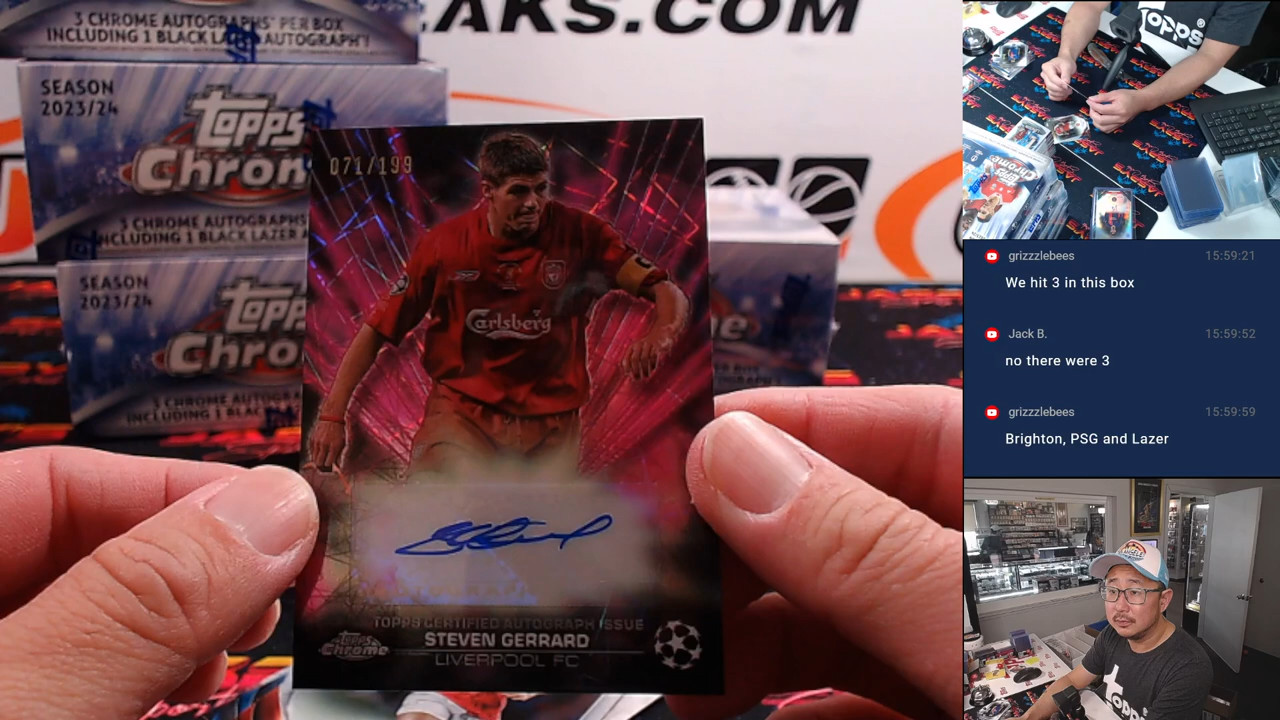 EAKS.COM
3 CHROME AUTOGRAPHS PER BOX
INCLUDING 1 BLACK LAZER AUTOGRAPH!
SEASON
2023/24
Topps
Chrom
3 CHROME AUTOGRAPHS
INCLUDING 1 BLACK LAZER A
SEASON
2023/24
Topps
Chro
3 CHROME AUTOGRA
INCLUDING 1 BLAC
071/199
Carlsberg
TOPPS CERTIFIED AUTOGRAPH ISSUE
STEVEN GERRARD
LIVERPOOL FC
Topps
Chrome
Topps
grizzzlebees 15:59:21
We hit 3 in this box
Jack B. 15:59:52
no there were 3
grizzzlebees 15:59:59
Brighton, PSG and Lazer